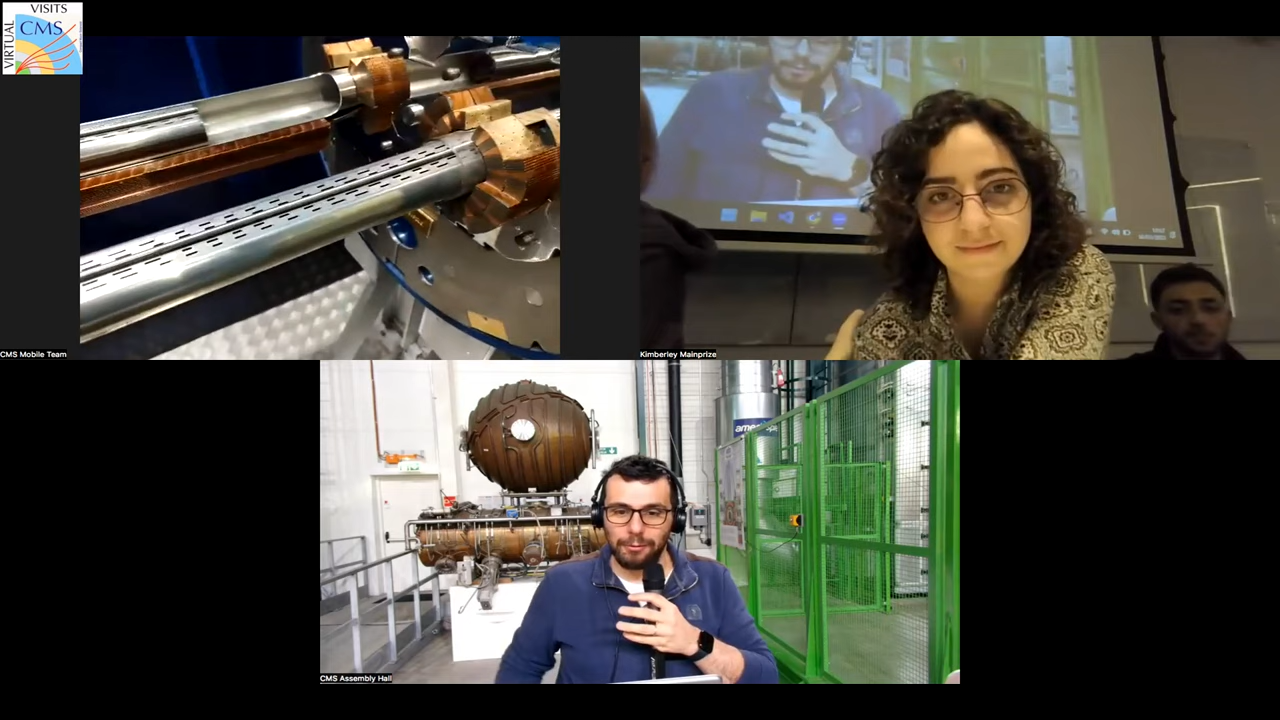 VISITS
CMS
VIRTUAL
CMS Mobile Team
Kimberley Mainprize
CMS Assembly Hall